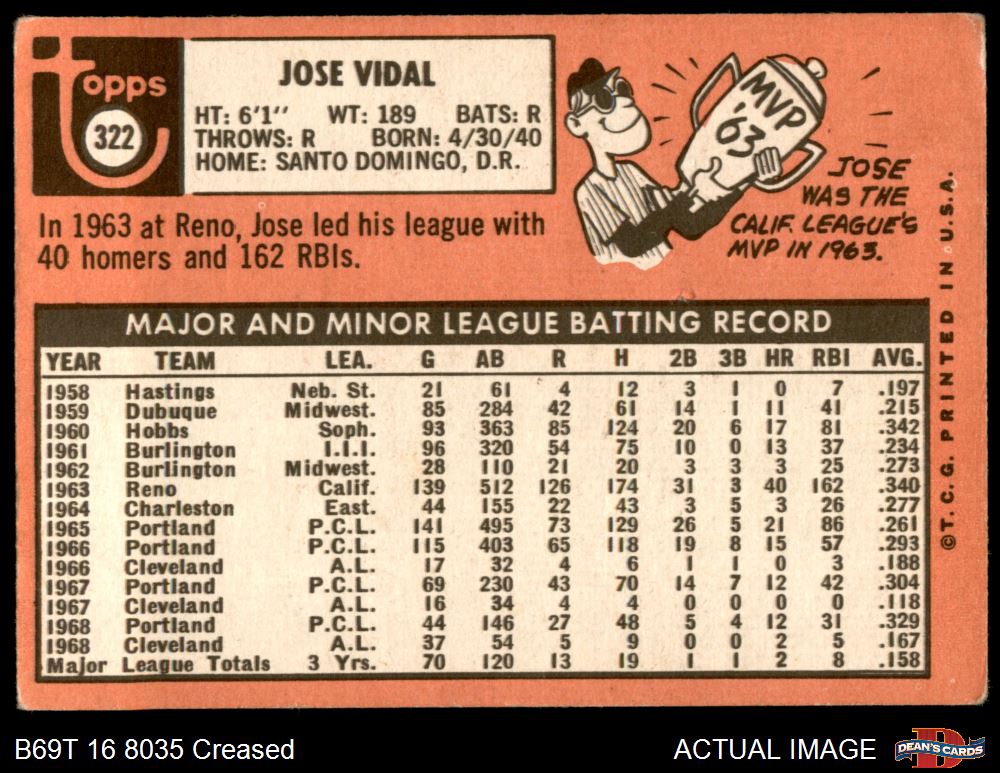 topps
322
JOSE VIDAL
HT: 6'1" WT: 189 BATS: R
THROWS: R BORN: 4/30/40
HOME: SANTO DOMINGO, D.R.
In 1963 at Reno, Jose led his league with
40 homers and 162 RBIs.
MVP
'63
JOSE
WAS THE
CALIF. LEAGUE'S
MVP IN 1963.
MAJOR AND MINOR LEAGUE BATTING RECORD
YEAR TEAM LEA. G AB R H 2B 3B HR RBI AVG.
1958 Hastings Neb. St. 21 61 4 12 3 1 0 7 .197
1959 Dubuque Midwest. 85 284 42 61 14 1 11 41 .215
1960 Hobbs Soph. 93 363 85 124 20 6 17 81 .342
1961 Burlington I.I.I. 96 320 54 75 10 0 13 37 .234
1962 Burlington Midwest. 28 110 21 20 3 3 3 25 .273
1963 Reno Calif. 139 512 126 174 31 3 40 162 .340
1964 Charleston East. 44 155 22 43 3 5 3 26 .277
1965 Portland P.C.L. 141 495 73 129 26 5 21 86 .261
1966 Portland P.C.L. 115 403 65 118 19 8 15 57 .293
1966 Cleveland A.L. 17 32 4 6 1 1 0 3 .188
1967 Portland P.C.L. 69 230 43 70 14 7 12 42 .304
1967 Cleveland A.L. 16 34 4 4 0 0 0 0 .118
1968 Portland P.C.L. 44 146 27 48 5 4 12 31 .329
1968 Cleveland A.L. 37 54 5 9 0 0 2 5 .167
Major League Totals 3 Yrs. 70 120 13 19 1 1 2 8 .158
©T. C. G. PRINTED IN U.S.A.
B69T 16 8035 Creased
ACTUAL IMAGE
DEAN'S CARDS